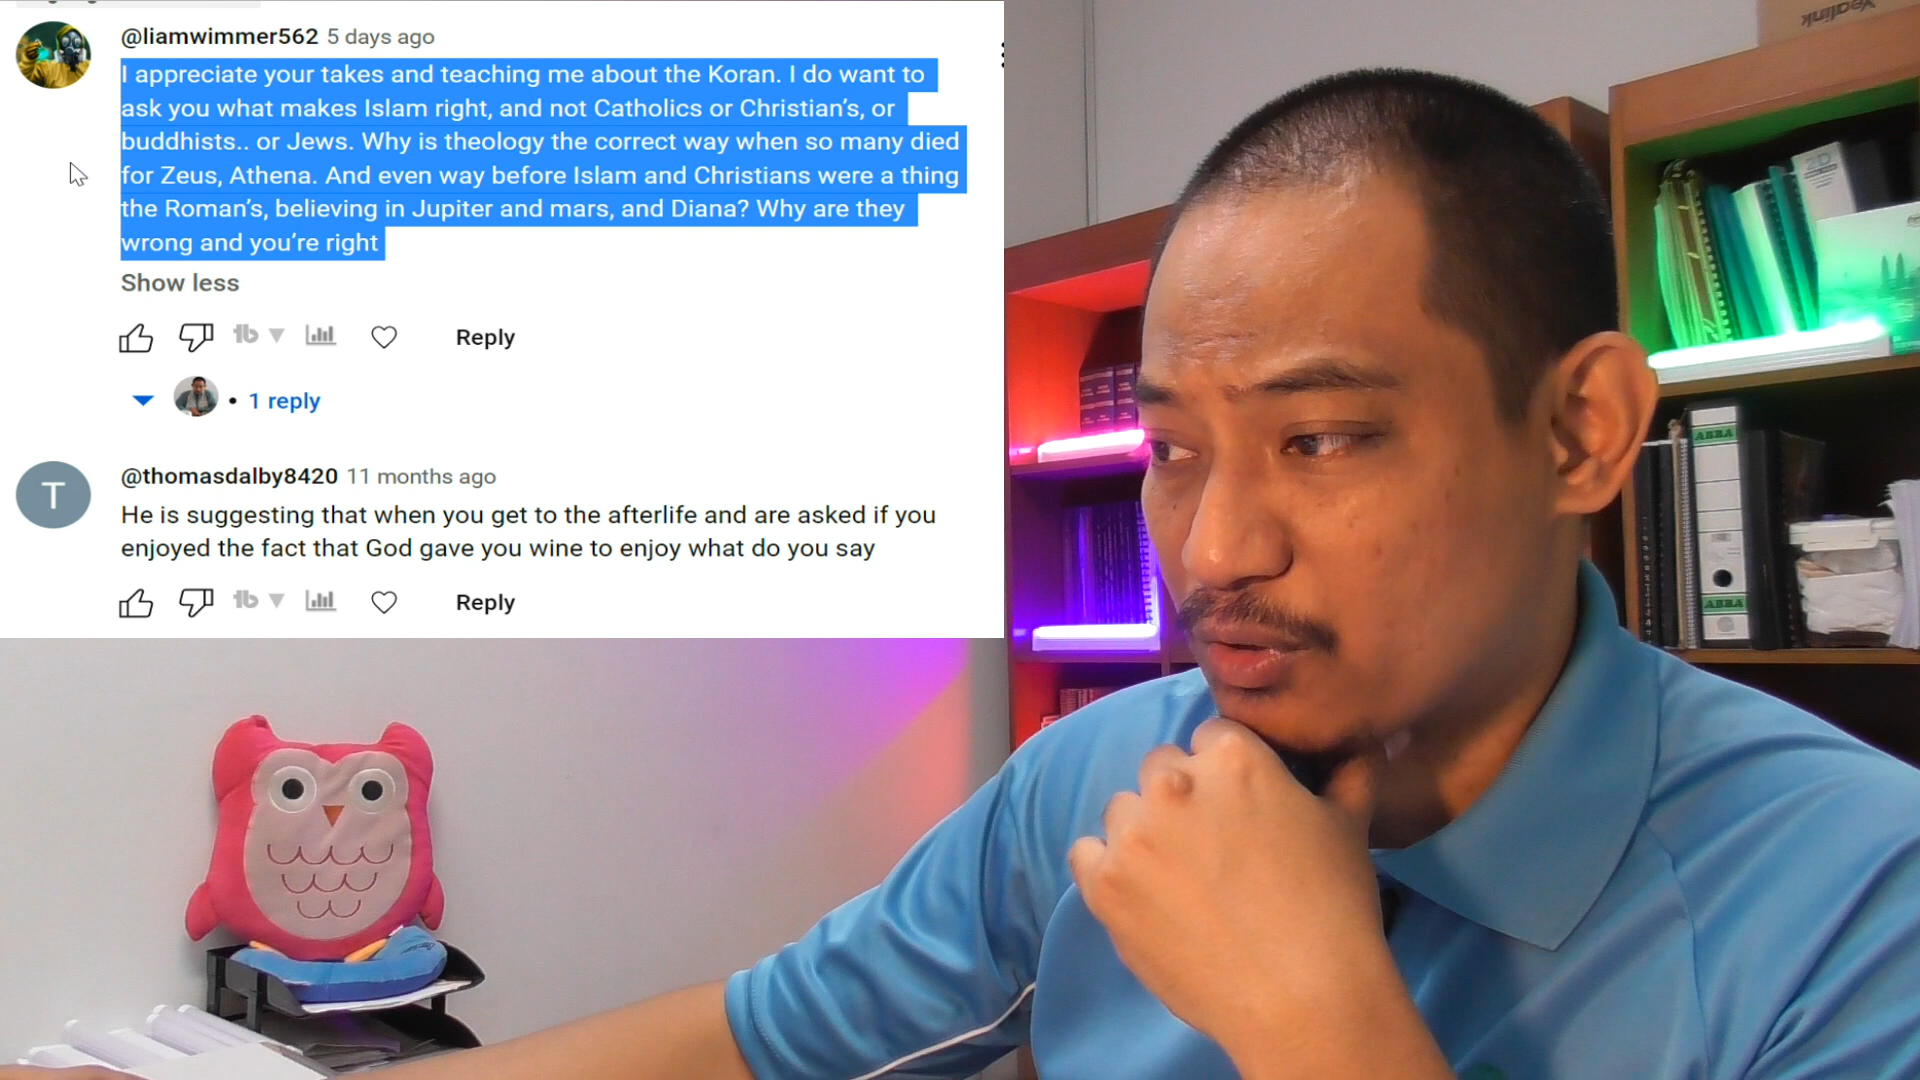 @liamwimmer562 5 days ago
I appreciate your takes and teaching me about the Koran. I do want to
ask you what makes Islam right, and not Catholics or Christian's, or
buddhists.. or Jews. Why is theology the correct way when so many died
for Zeus, Athena. And even way before Islam and Christians were a thing
the Roman's, believing in Jupiter and mars, and Diana? Why are they
wrong and you're right
Show less
Reply
1 reply
@thomasdalby8420 11 months ago
T
He is suggesting that when you get to the afterlife and are asked if you
enjoyed the fact that God gave you wine to enjoy what do you say
Reply
Yealink
ABBA
ABBA